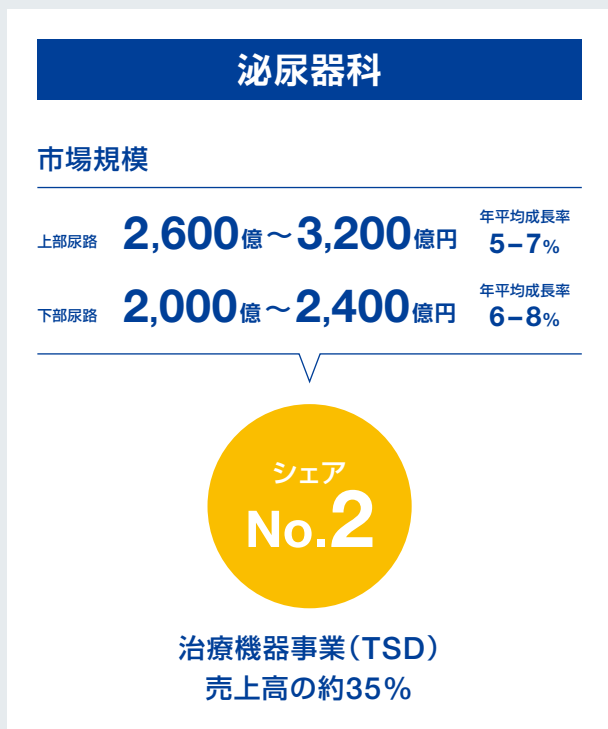 泌尿器科
市場規模
上部尿路 2,600億～3,200億円 年平均成長率 5–7%
下部尿路 2,000億～2,400億円 年平均成長率 6–8%
シェア
No.2
治療機器事業（TSD）
売上高の約35%